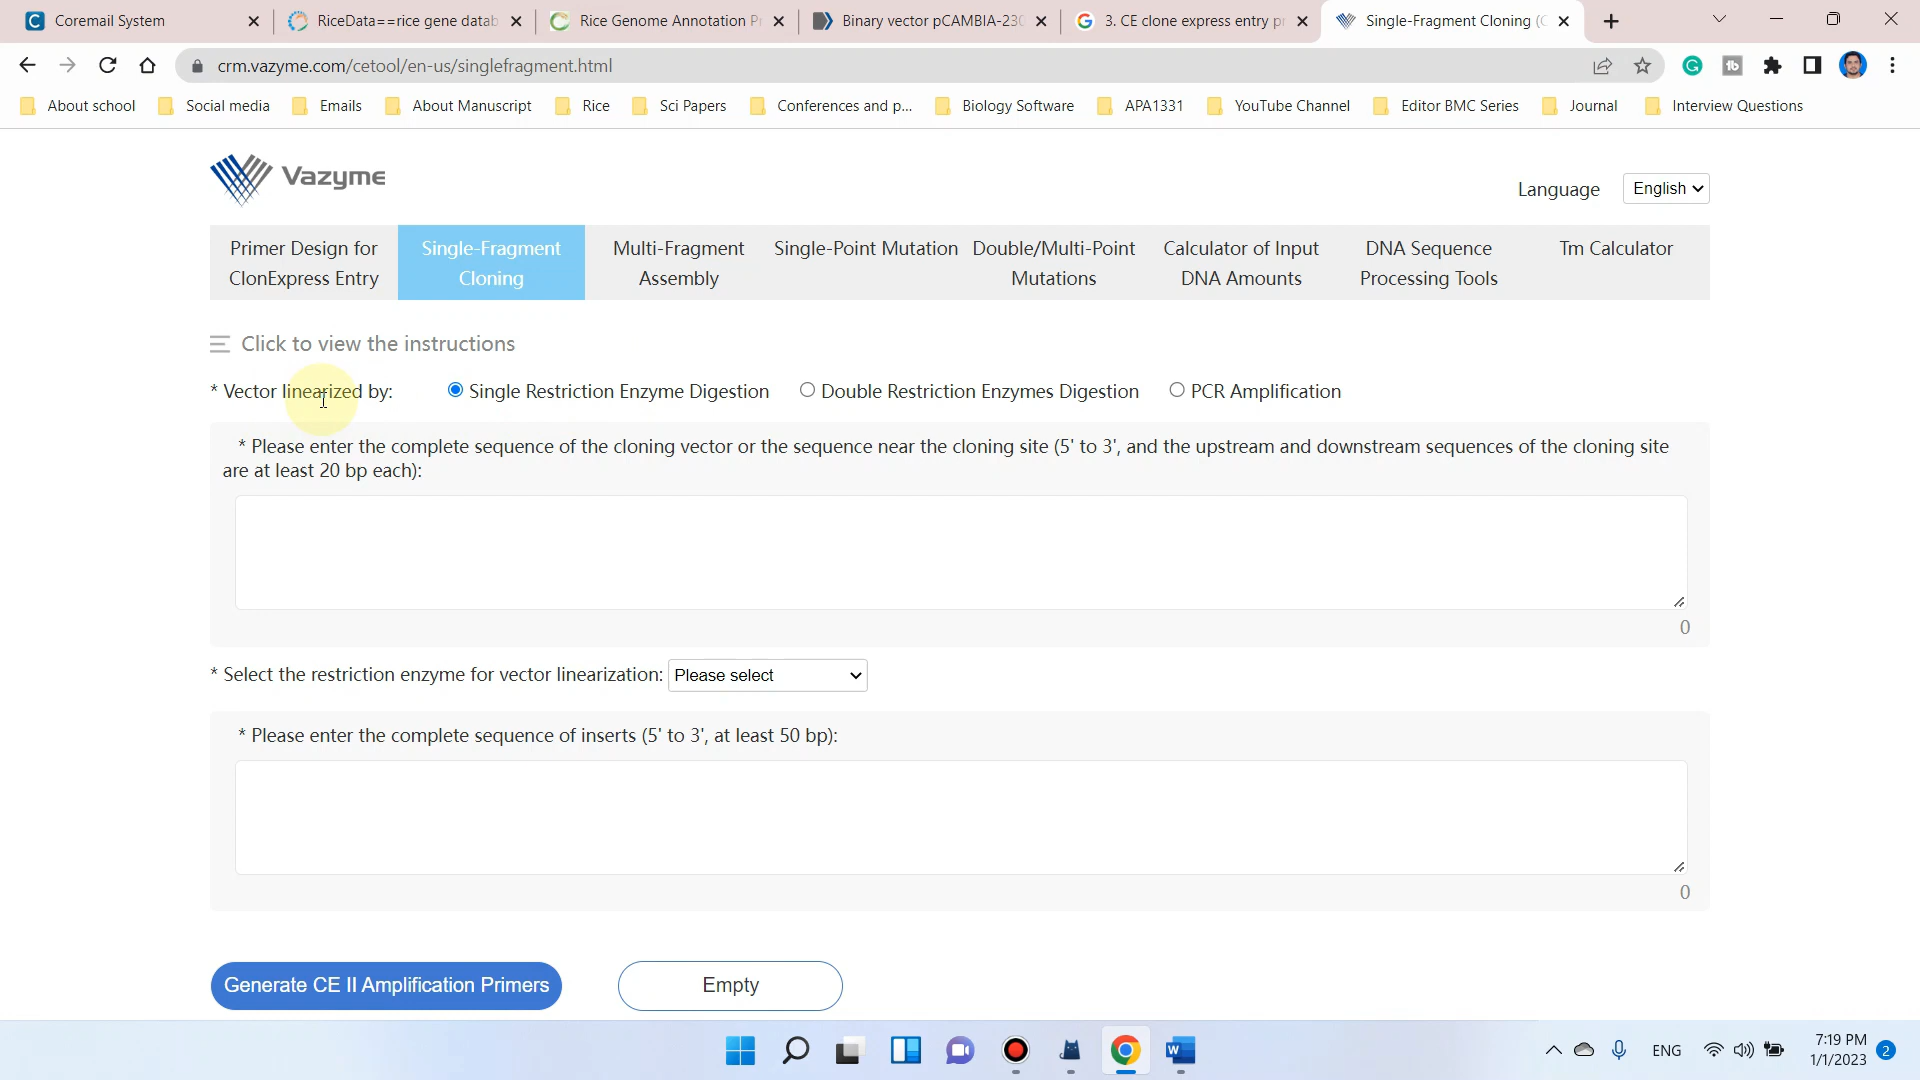 Coremail System
RiceData==rice gene datab
Rice Genome Annotation Pr
Binary vector pCAMBIA-230
3. CE clone express entry pr
Single-Fragment Cloning (C
crm.vazyme.com/cetool/en-us/singlefragment.html
About school
Social media
Emails
About Manuscript
Rice
Sci Papers
Conferences and p...
Biology Software
APA1331
YouTube Channel
Editor BMC Series
Journal
Interview Questions
Vazyme
Language
English
Primer Design for
ClonExpress Entry
Single-Fragment
Cloning
Multi-Fragment
Assembly
Single-Point Mutation
Double/Multi-Point
Mutations
Calculator of Input
DNA Amounts
DNA Sequence
Processing Tools
Tm Calculator
Click to view the instructions
* Vector linearized by:
Single Restriction Enzyme Digestion
Double Restriction Enzymes Digestion
PCR Amplification
* Please enter the complete sequence of the cloning vector or the sequence near the cloning site (5' to 3', and the upstream and downstream sequences of the cloning site
are at least 20 bp each):
0
* Select the restriction enzyme for vector linearization:
Please select
* Please enter the complete sequence of inserts (5' to 3', at least 50 bp):
0
Generate CE II Amplification Primers
Empty
ENG
7:19 PM
1/1/2023
2